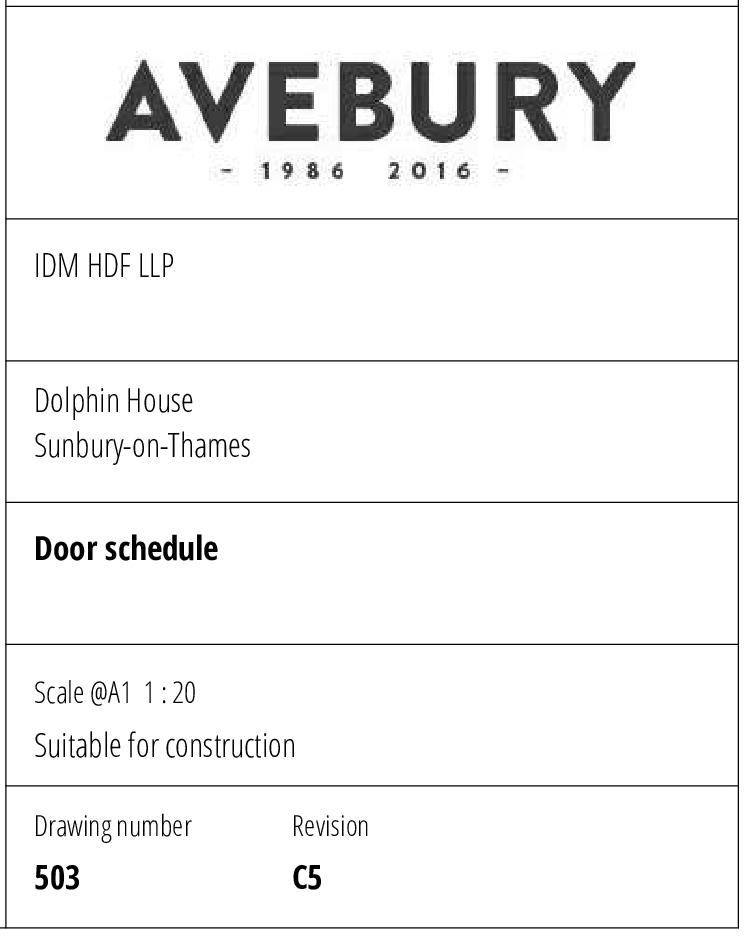 AVEBURY
- 1986 2016 -
IDM HDF LLP
Dolphin House
Sunbury-on-Thames
Door schedule
Scale @A1 1 : 20
Suitable for construction
Drawing number Revision
503 C5